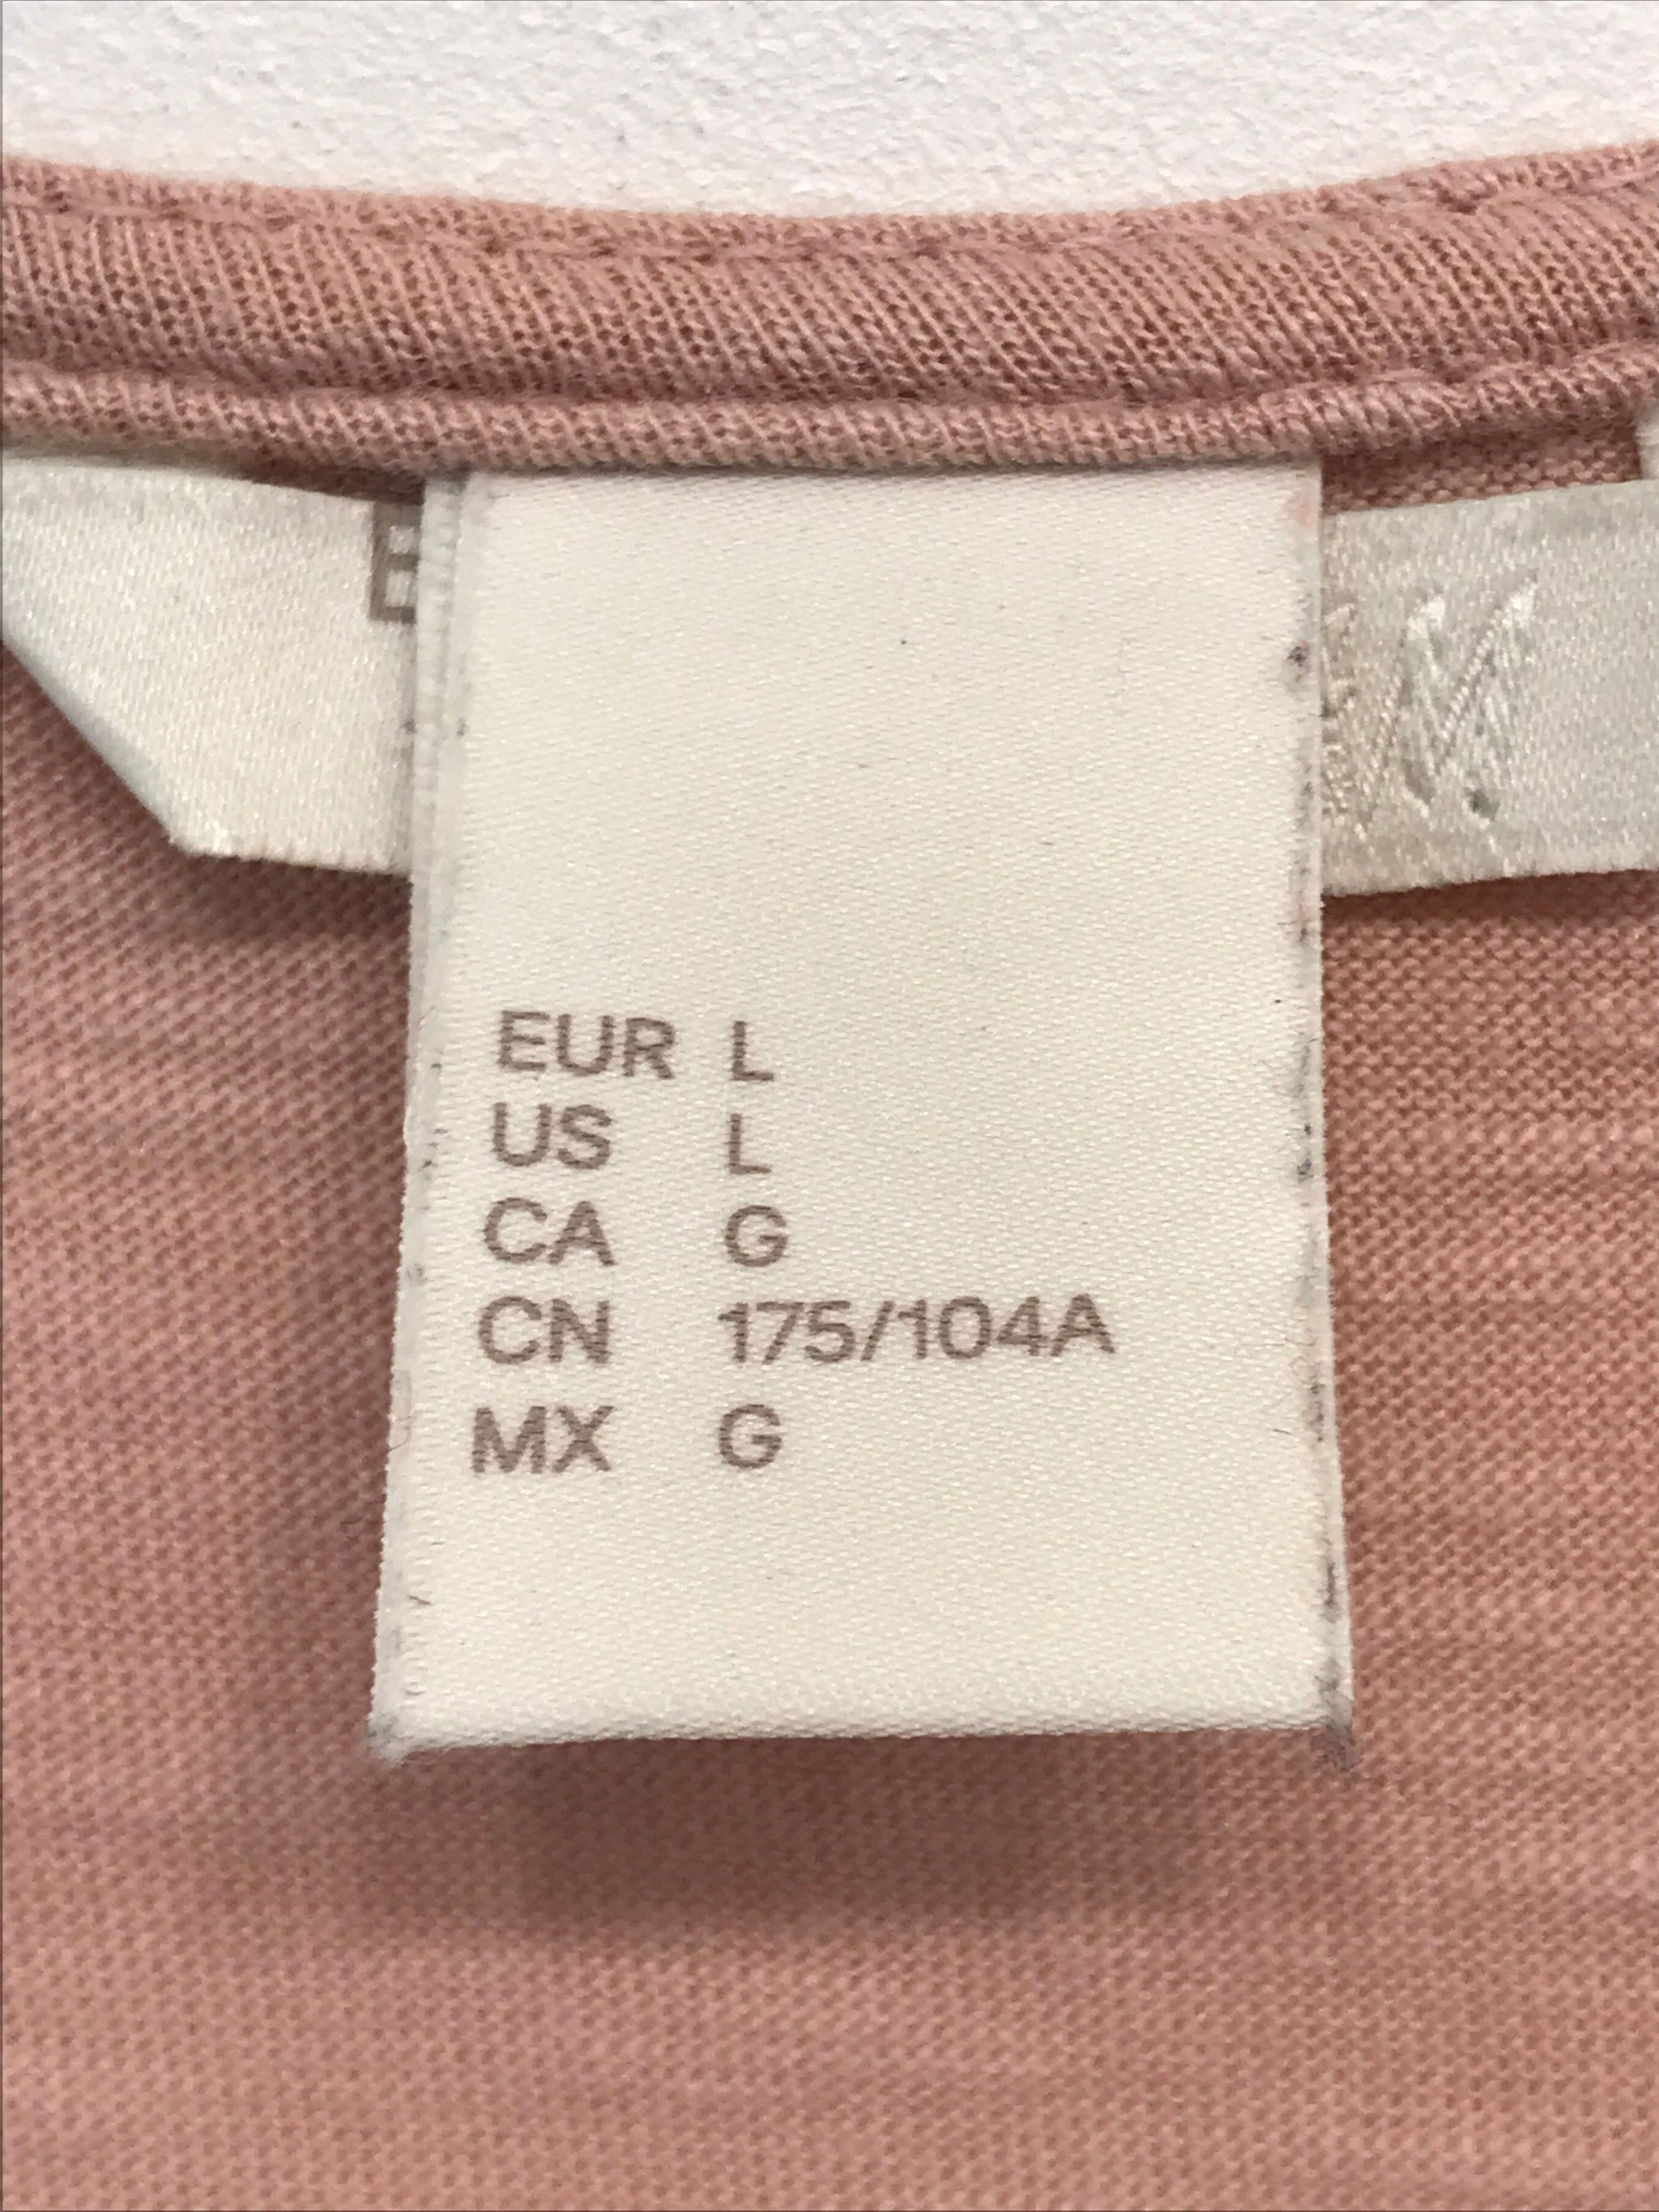 EUR L
US L
CA G
CN 175/104A
MX G